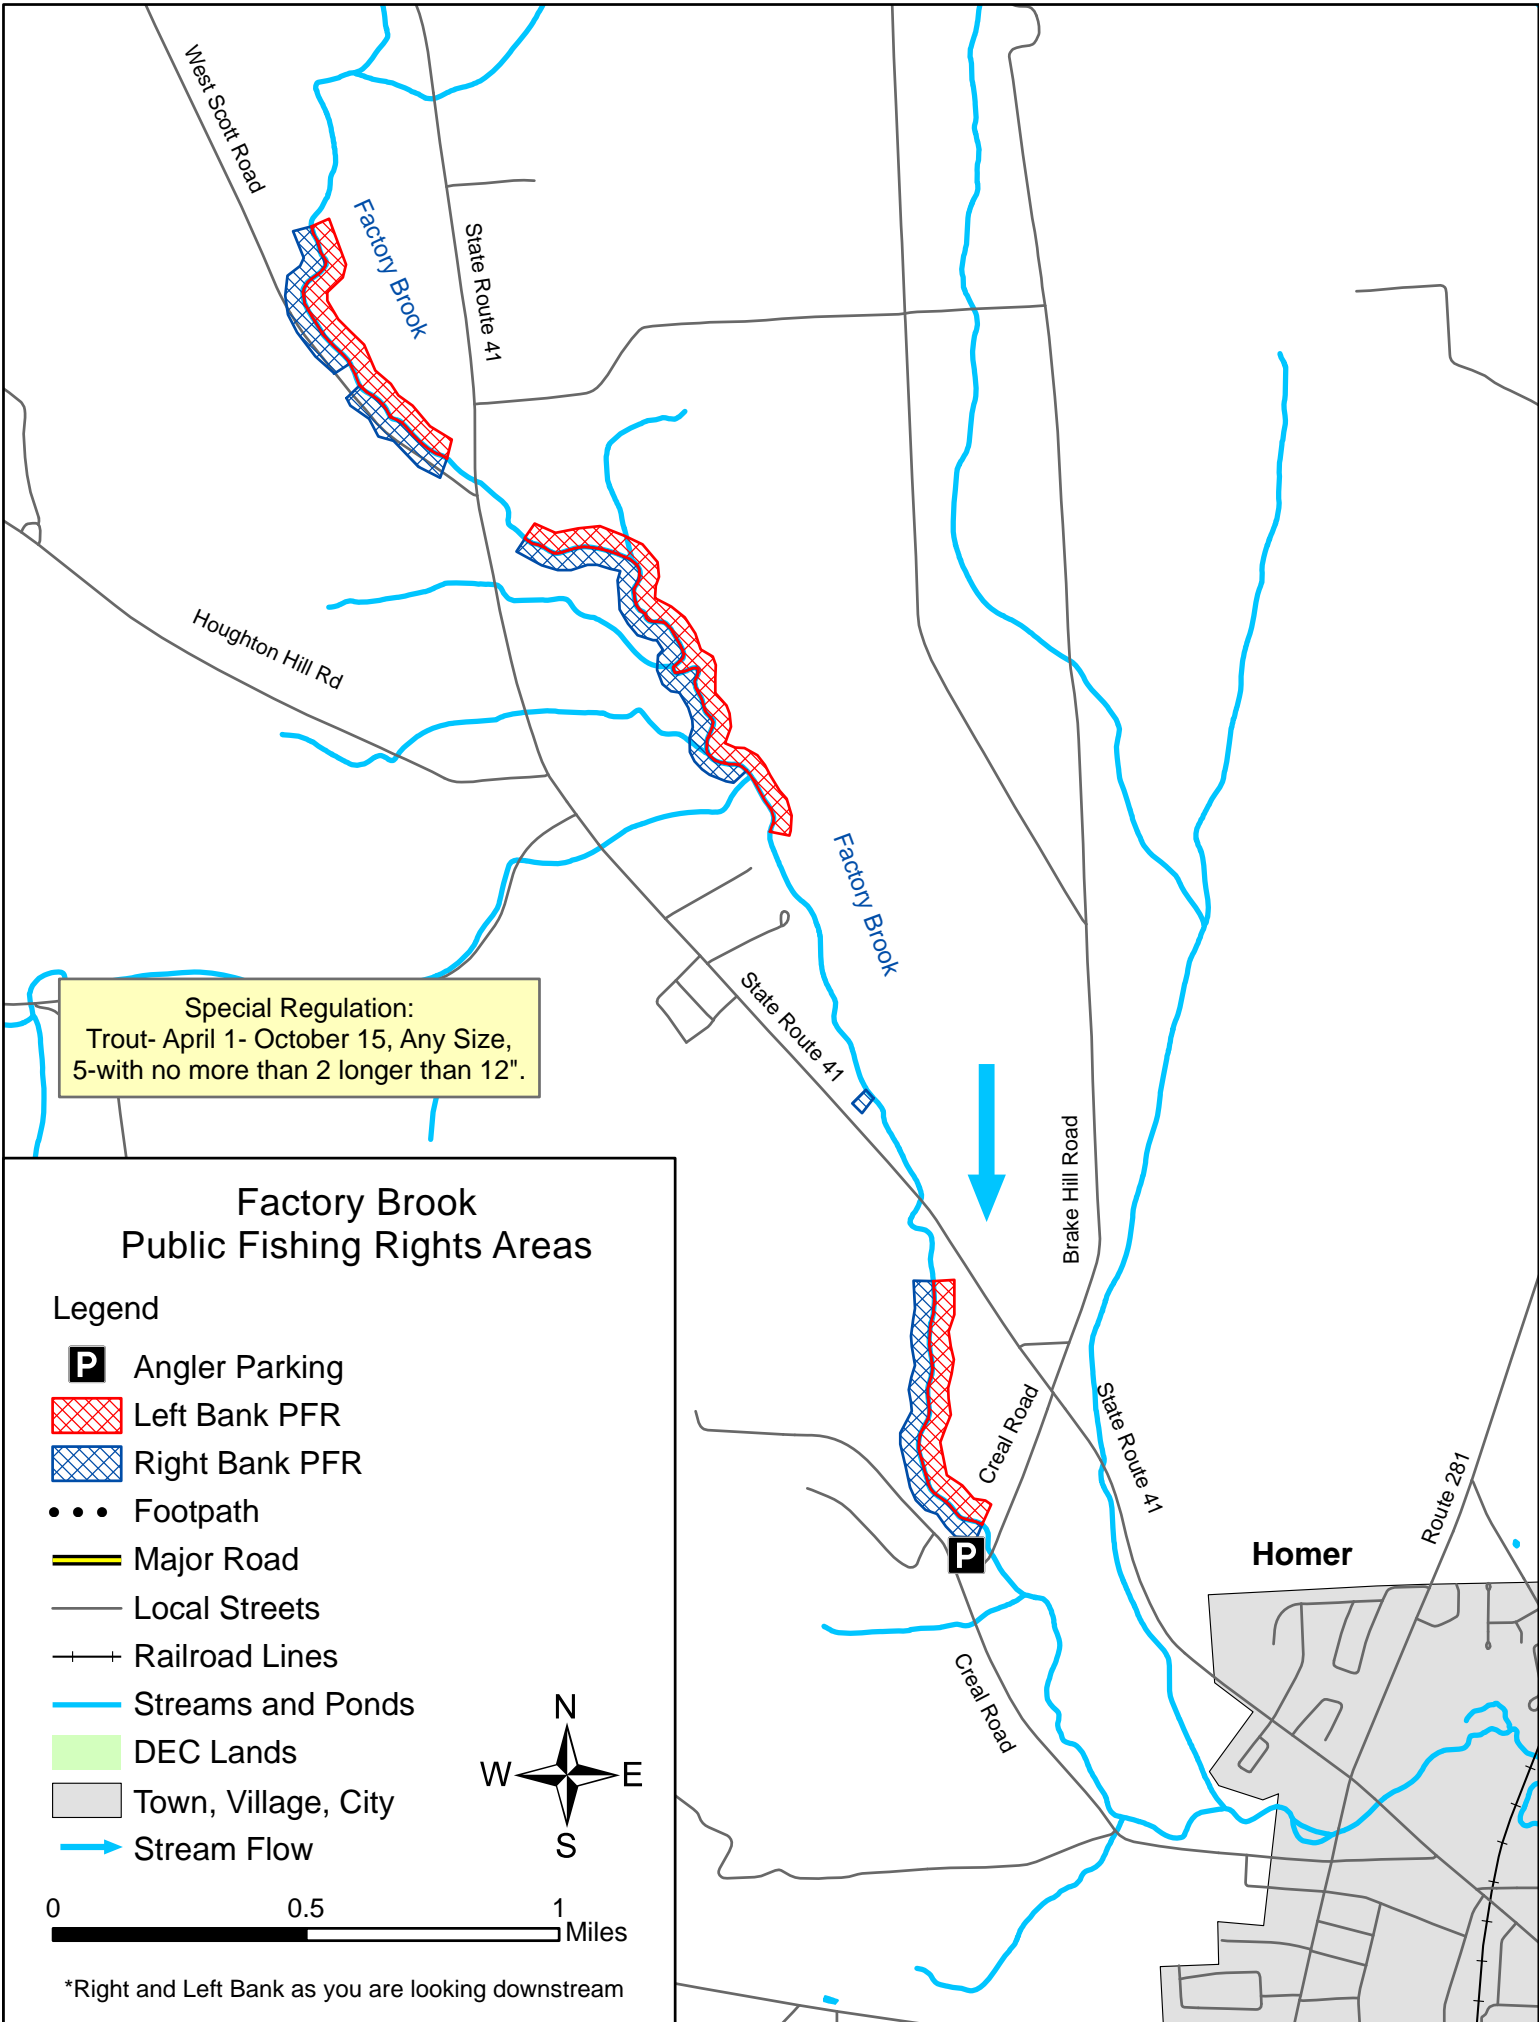 West Scott Road
Factory Brook
State Route 41
Houghton Hill Rd
Factory Brook
State Route 41
Special Regulation:
Trout- April 1- October 15, Any Size,
5-with no more than 2 longer than 12".
Brake Hill Road
Creal Road
State Route 41
Route 281
P
Homer
Creal Road
Factory Brook
Public Fishing Rights Areas
Legend
P Angler Parking
Left Bank PFR
Right Bank PFR
Footpath
Major Road
Local Streets
Railroad Lines
Streams and Ponds
DEC Lands
Town, Village, City
Stream Flow
N
W E
S
0 0.5 1
Miles
*Right and Left Bank as you are looking downstream